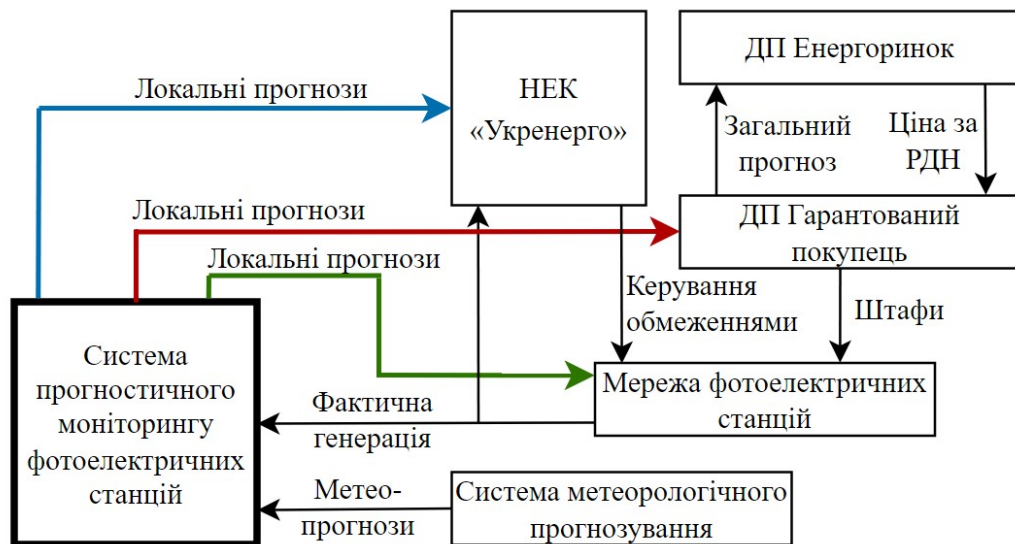 ДП Енергоринок
НЕК
«Укренерго»
Локальні прогнози
Загальний
прогноз
Ціна за
РДН
Локальні прогнози
ДП Гарантований
покупець
Локальні прогнози
Керування
обмеженнями
Штафи
Система
прогностичного
моніторингу
фотоелектричних
станцій
Мережа фотоелектричних
станцій
Фактична
генерація
Метео-
прогнози
Система метеорологічного
прогнозування